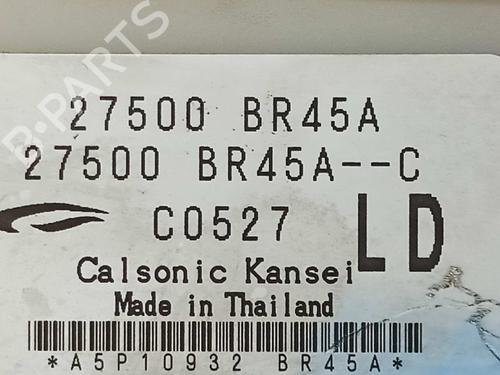 27500 BR45A
27500 BR45A--C
C0527 LD
Calsonic Kansei
Made in Thailand
*A5P10932 BR45A*
B-PARTS